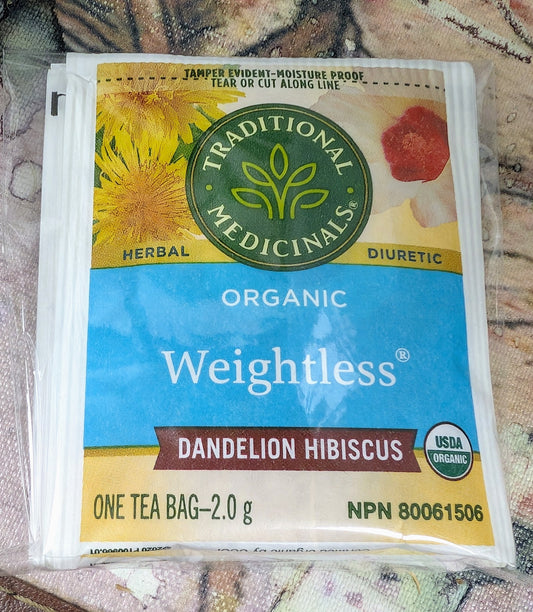 TAMPER EVIDENT-MOISTURE PROOF
TEAR OR CUT ALONG LINE
TRADITIONAL
MEDICINALS®
HERBAL
DIURETIC
ORGANIC
Weightless®
DANDELION HIBISCUS
USDA
ORGANIC
ONE TEA BAG–2.0 g
NPN 80061506